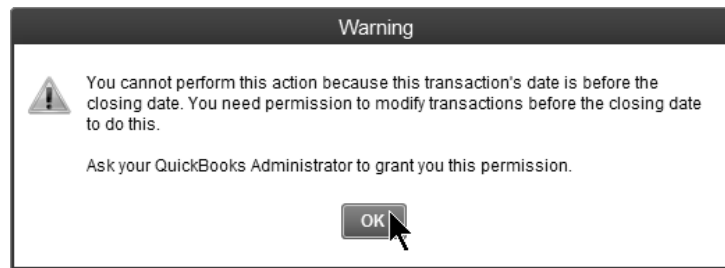 Warning
You cannot perform this action because this transaction's date is before the
closing date. You need permission to modify transactions before the closing date
to do this.
Ask your QuickBooks Administrator to grant you this permission.
OK